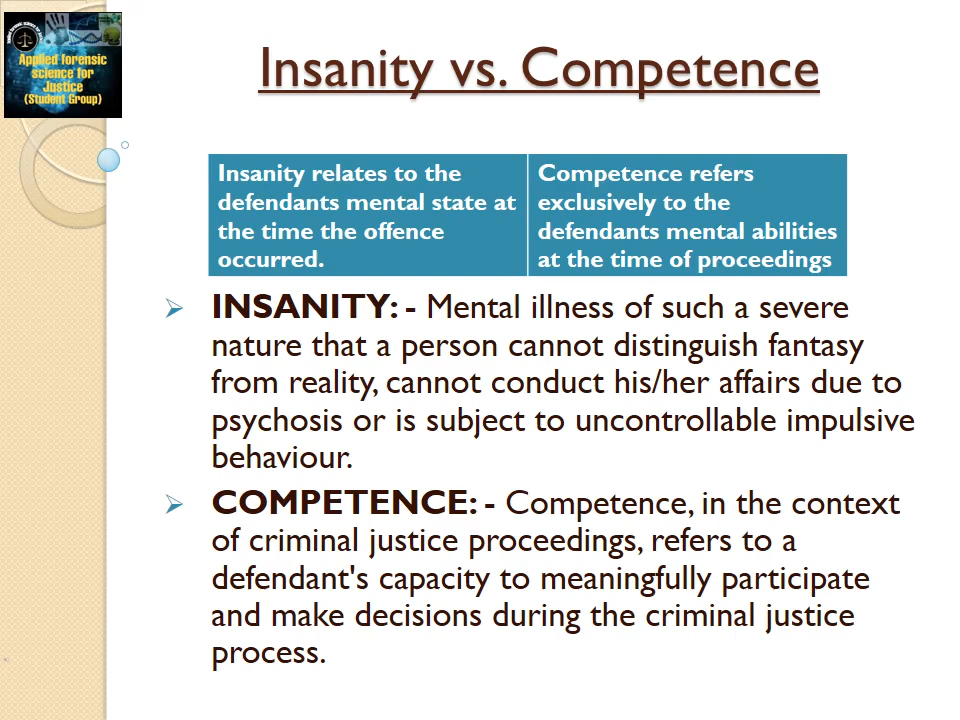 Applied forensic
science for
Justice
(Student Group)
Insanity vs. Competence
Insanity relates to the
defendants mental state at
the time the offence
occurred.
Competence refers
exclusively to the
defendants mental abilities
at the time of proceedings
INSANITY: - Mental illness of such a severe
nature that a person cannot distinguish fantasy
from reality, cannot conduct his/her affairs due to
psychosis or is subject to uncontrollable impulsive
behaviour.
COMPETENCE: - Competence, in the context
of criminal justice proceedings, refers to a
defendant's capacity to meaningfully participate
and make decisions during the criminal justice
process.